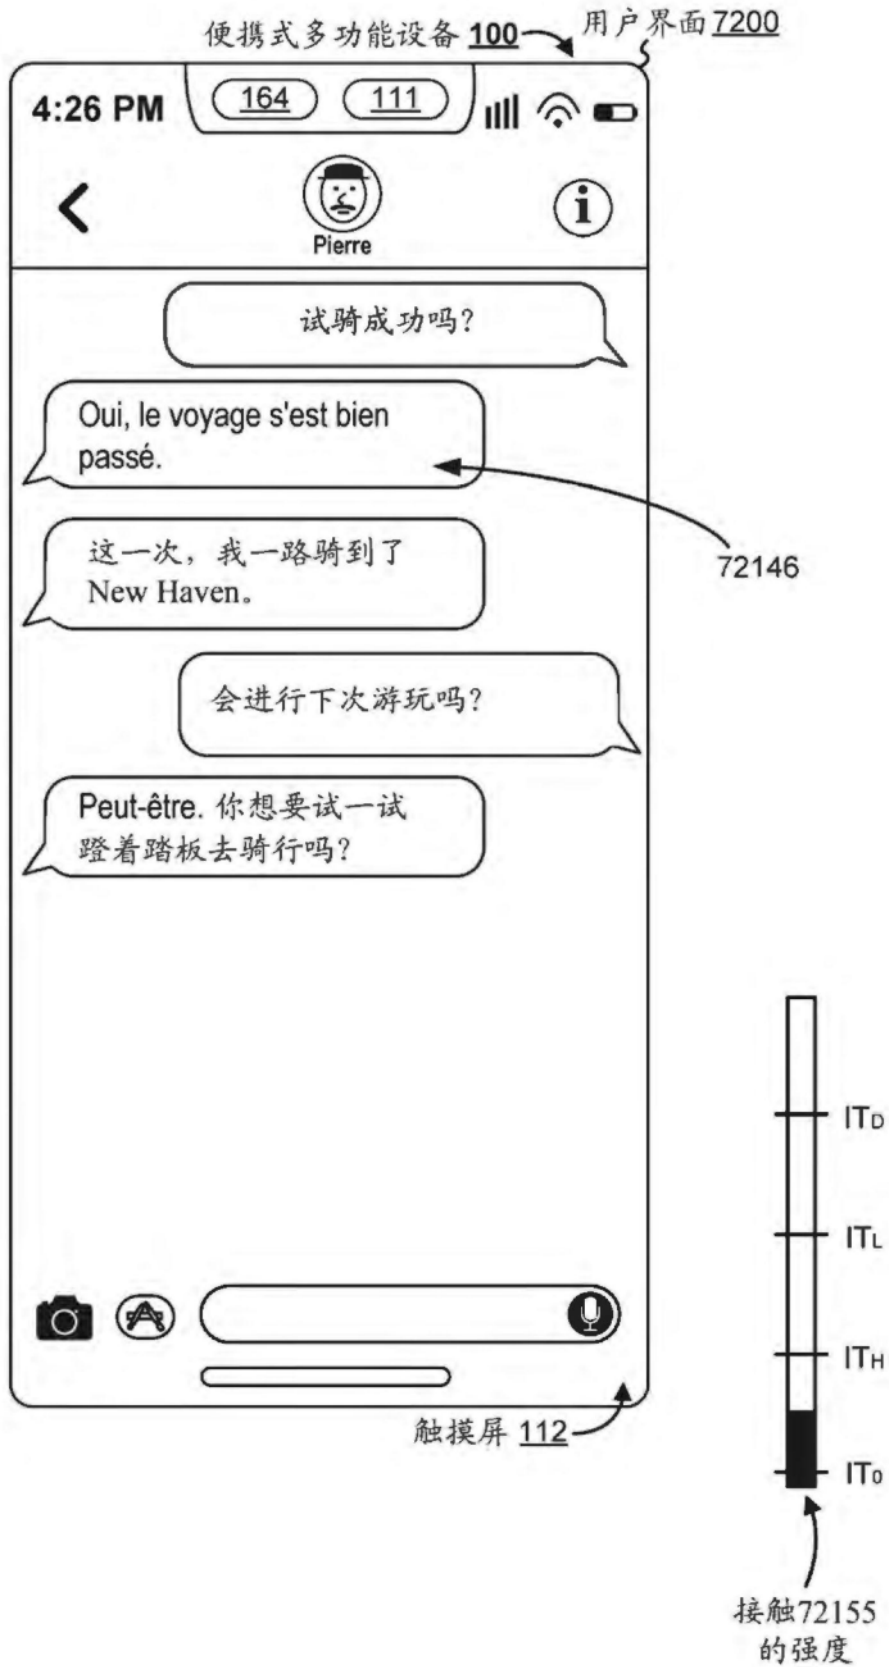 便携式多功能设备 100
用户界面 7200
4:26 PM
164
111
Pierre
i
试骑成功吗？
Oui, le voyage s'est bien
passé.
72146
这一次，我一路骑到了
New Haven。
会进行下次游玩吗？
Peut-être. 你想要试一试
蹬着踏板去骑行吗？
ITD
ITL
ITH
IT0
触摸屏 112
接触72155
的强度